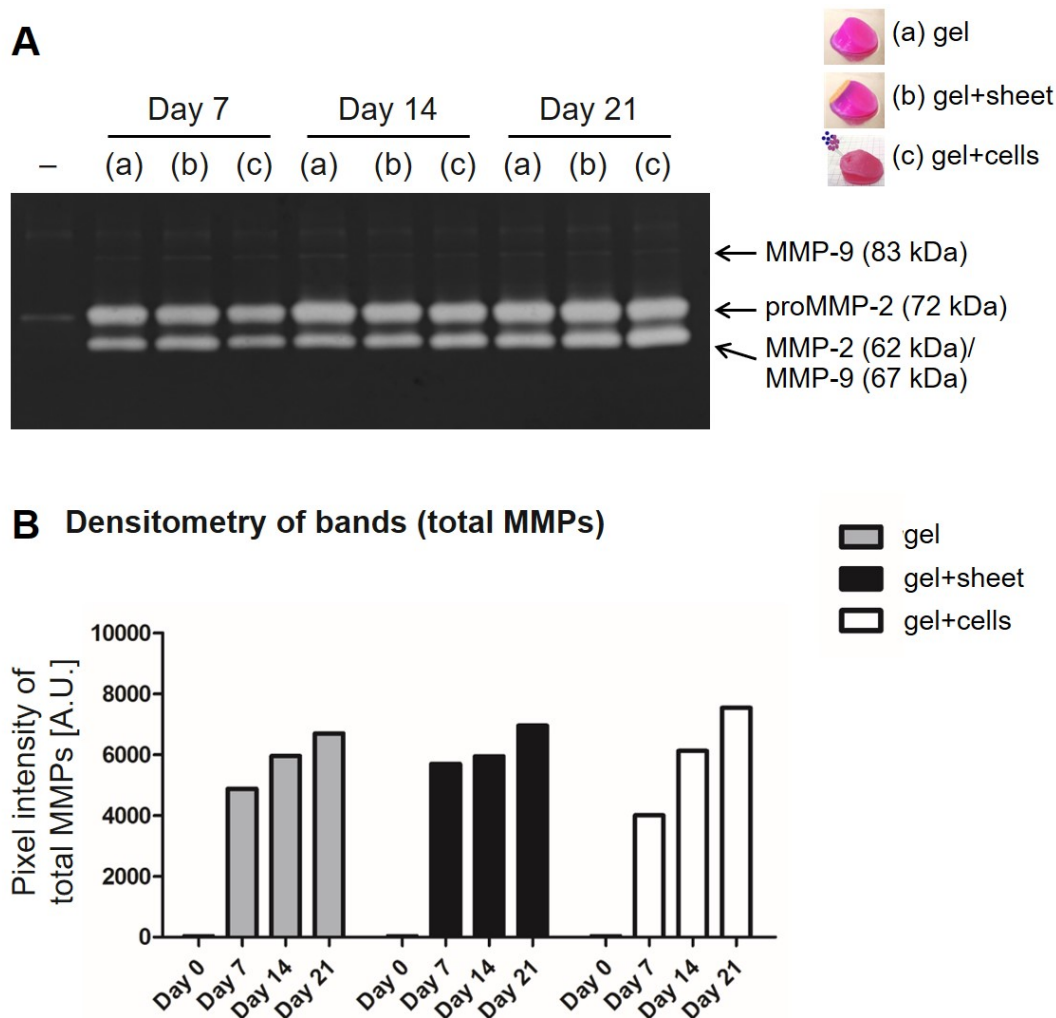 A
(a) gel
(b) gel+sheet
(c) gel+cells
Day 7 Day 14 Day 21
– (a) (b) (c) (a) (b) (c) (a) (b) (c)
MMP-9 (83 kDa)
proMMP-2 (72 kDa)
MMP-2 (62 kDa)/
MMP-9 (67 kDa)
B Densitometry of bands (total MMPs)
gel
gel+sheet
gel+cells
Pixel intensity of
total MMPs [A.U.]
10000
8000
6000
4000
2000
0
Day 0 Day 7 Day 14 Day 21 Day 0 Day 7 Day 14 Day 21 Day 0 Day 7 Day 14 Day 21